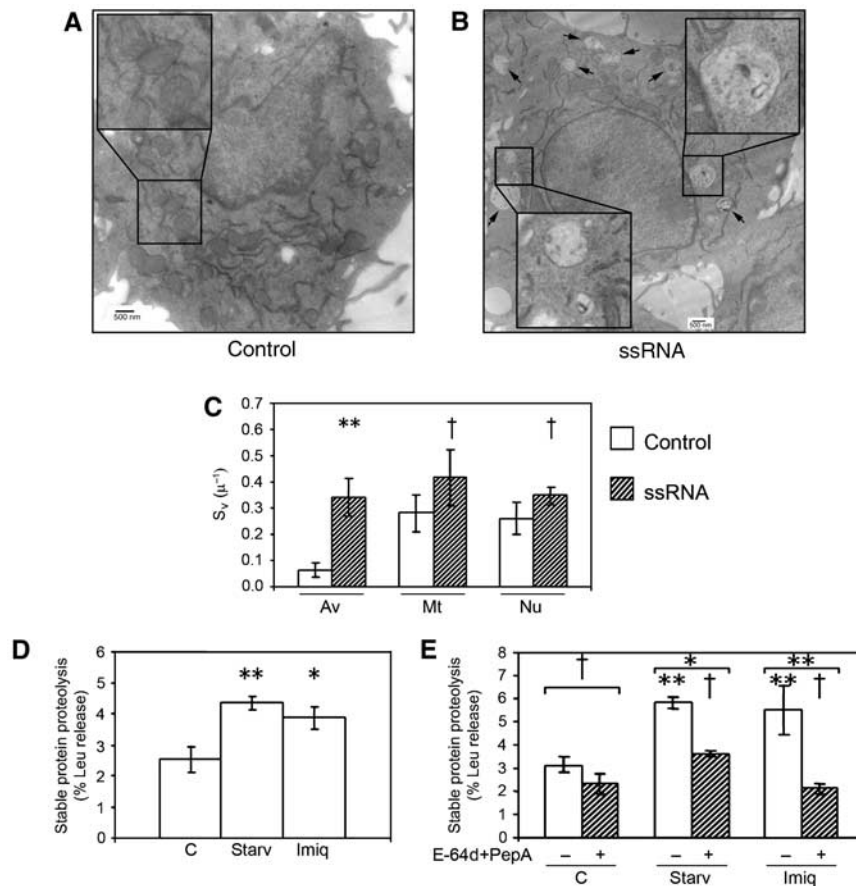 A
B
500 nm
500 nm
Control
ssRNA
C
0.7
0.6
0.5
0.4
0.3
0.2
0.1
0.0
Sv (μ⁻¹)
** † †
Av Mt Nu
Control
ssRNA
D
Stable protein proteolysis
(% Leu release)
6
5
4
3
2
1
0
** *
C Starv Imiq
E
Stable protein proteolysis
(% Leu release)
8
7
6
5
4
3
2
1
0
† * **
** † ** †
E-64d+PepA – + – + – +
C Starv Imiq